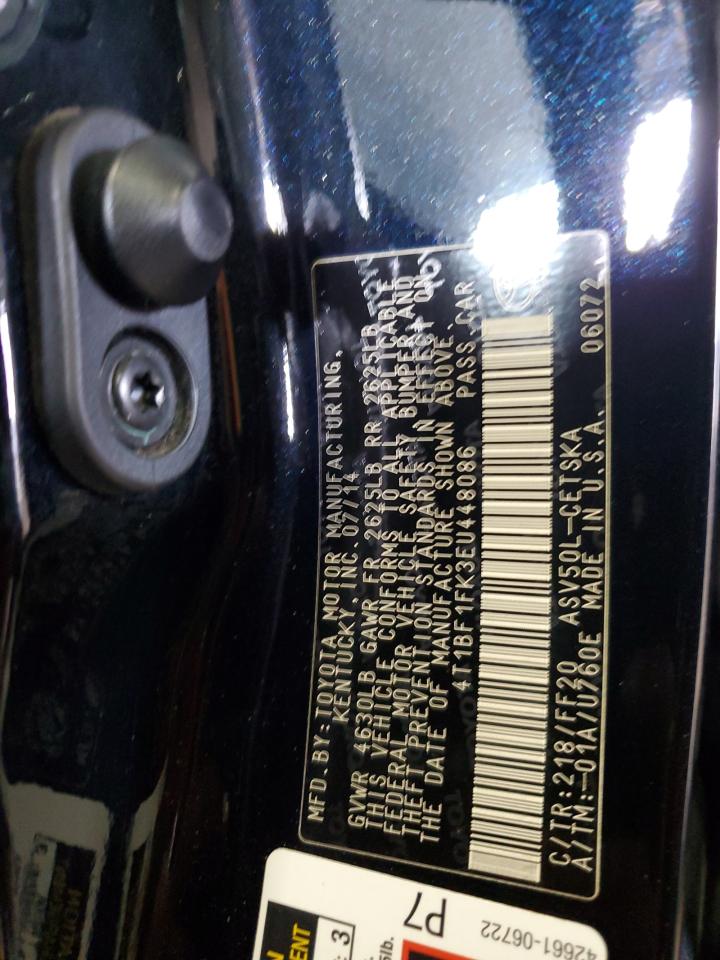 MFD.BY:TOYOTA MOTOR MANUFACTURING,
KENTUCKY, INC. 07/14
GVWR 4630LB GAWR FR 2625LB RR 2625LB
THIS VEHICLE CONFORMS TO ALL APPLICABLE
FEDERAL MOTOR VEHICLE SAFETY, BUMPER, AND
THEFT PREVENTION STANDARDS IN EFFECT ON
THE DATE OF MANUFACTURE SHOWN ABOVE.
4T1BF1FK3EU448086 PASS.CAR
C/TR:218/FF20 ASV50L-CETSKA
A/TM:-01A/U760E MADE IN U.S.A. 06072
P7
42661-06722
3